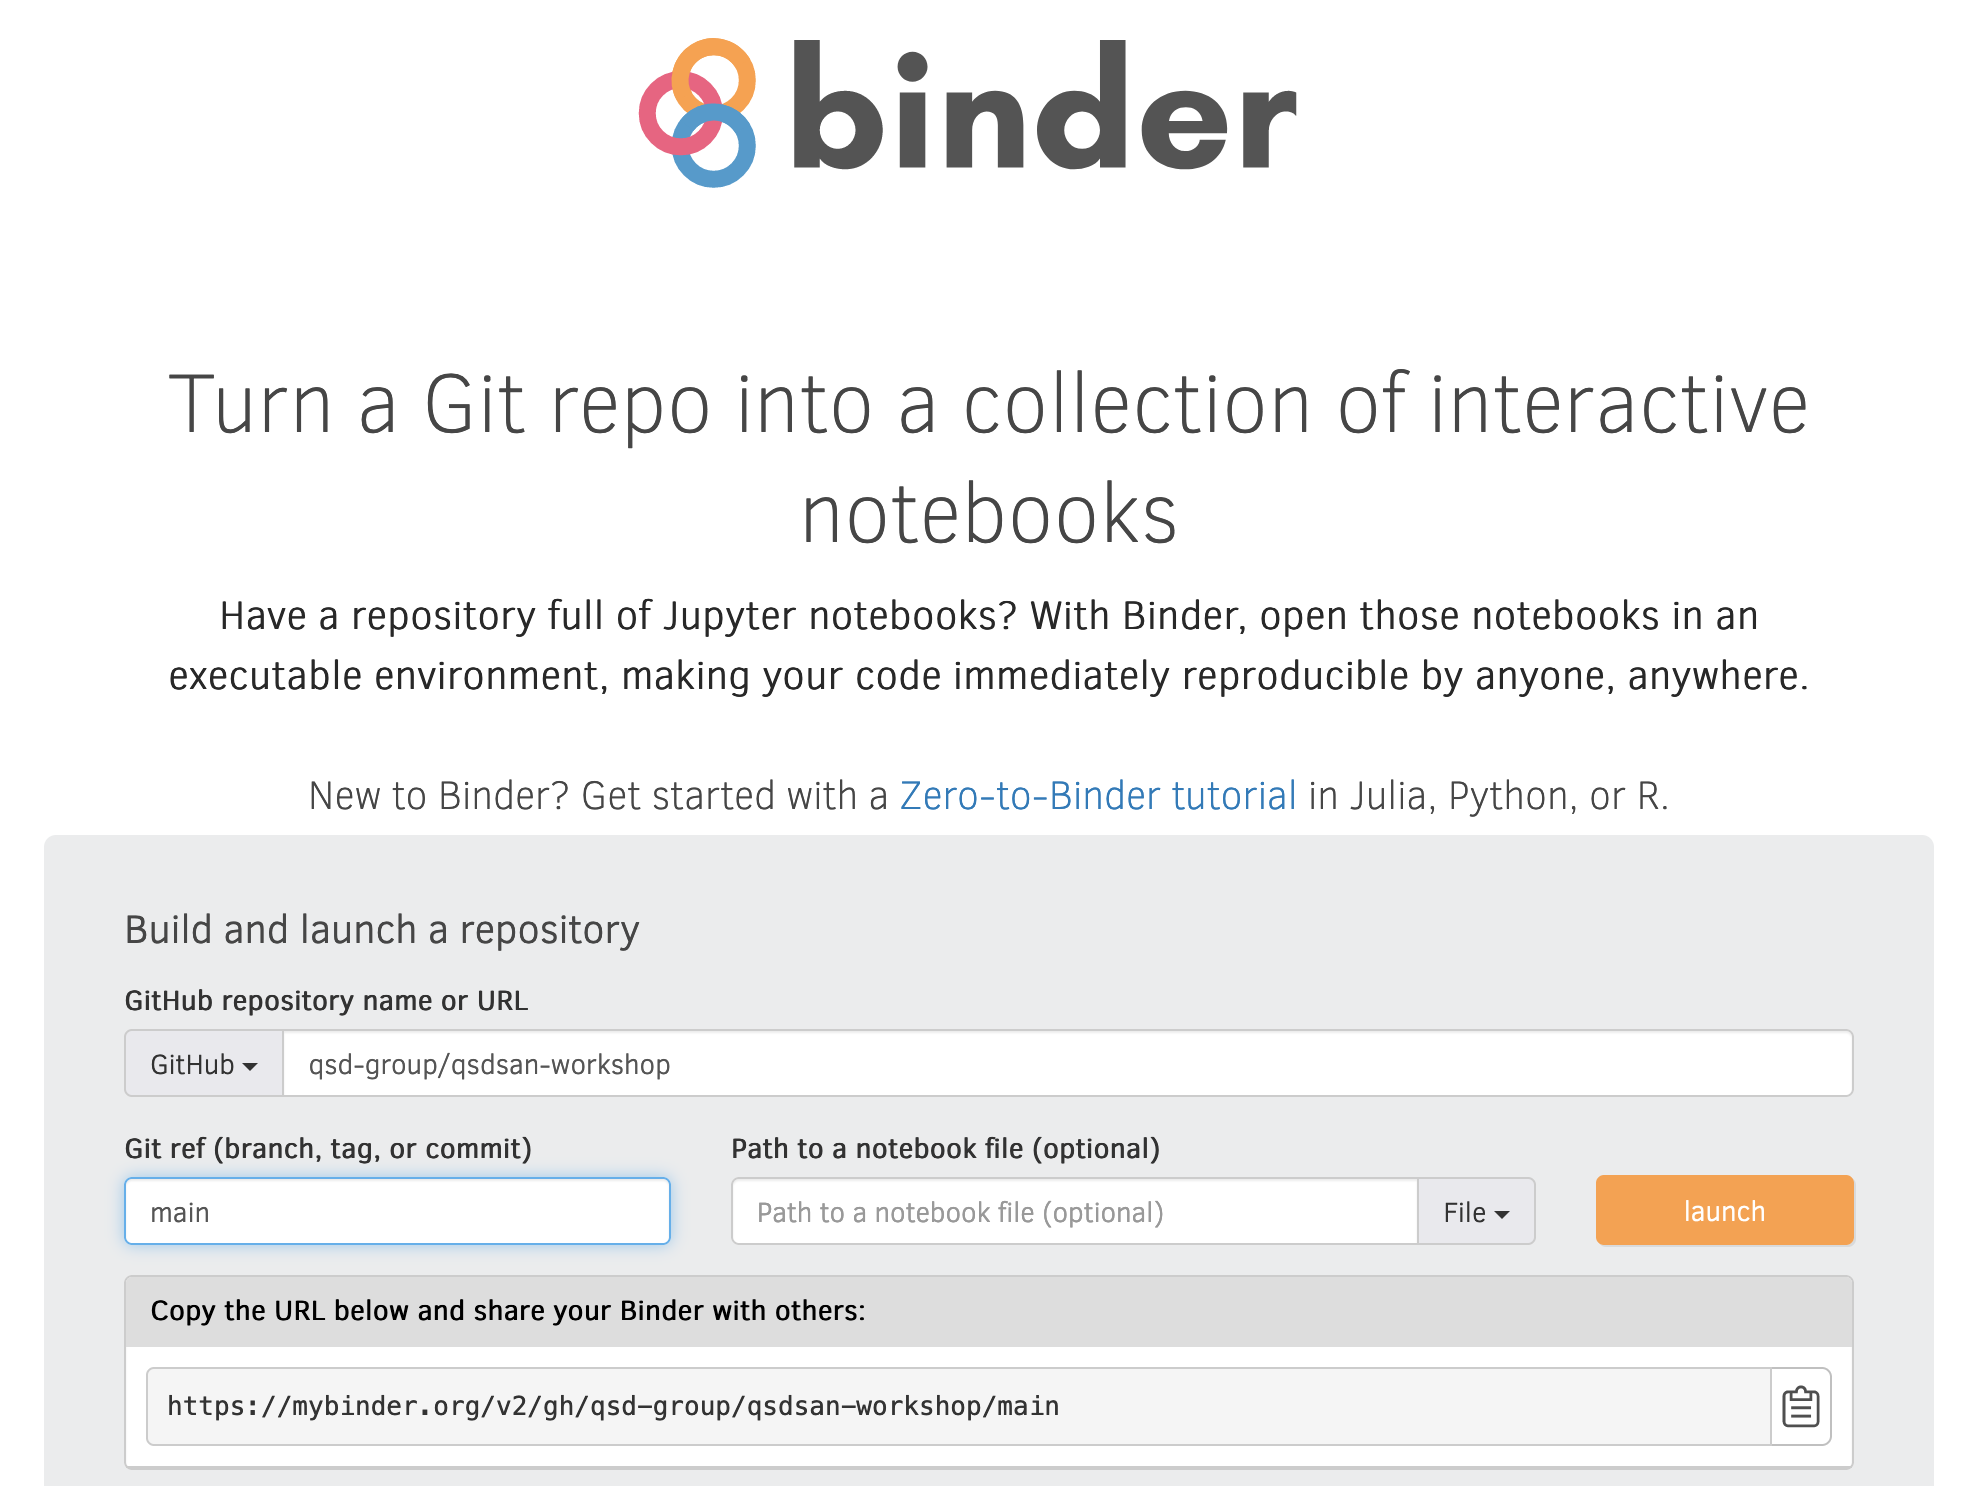 binder
Turn a Git repo into a collection of interactive
notebooks
Have a repository full of Jupyter notebooks? With Binder, open those notebooks in an
executable environment, making your code immediately reproducible by anyone, anywhere.
New to Binder? Get started with a Zero-to-Binder tutorial in Julia, Python, or R.
Build and launch a repository
GitHub repository name or URL
GitHub qsd-group/qsdsan-workshop
Git ref (branch, tag, or commit) Path to a notebook file (optional)
main Path to a notebook file (optional) File launch
Copy the URL below and share your Binder with others:
https://mybinder.org/v2/gh/qsd-group/qsdsan-workshop/main